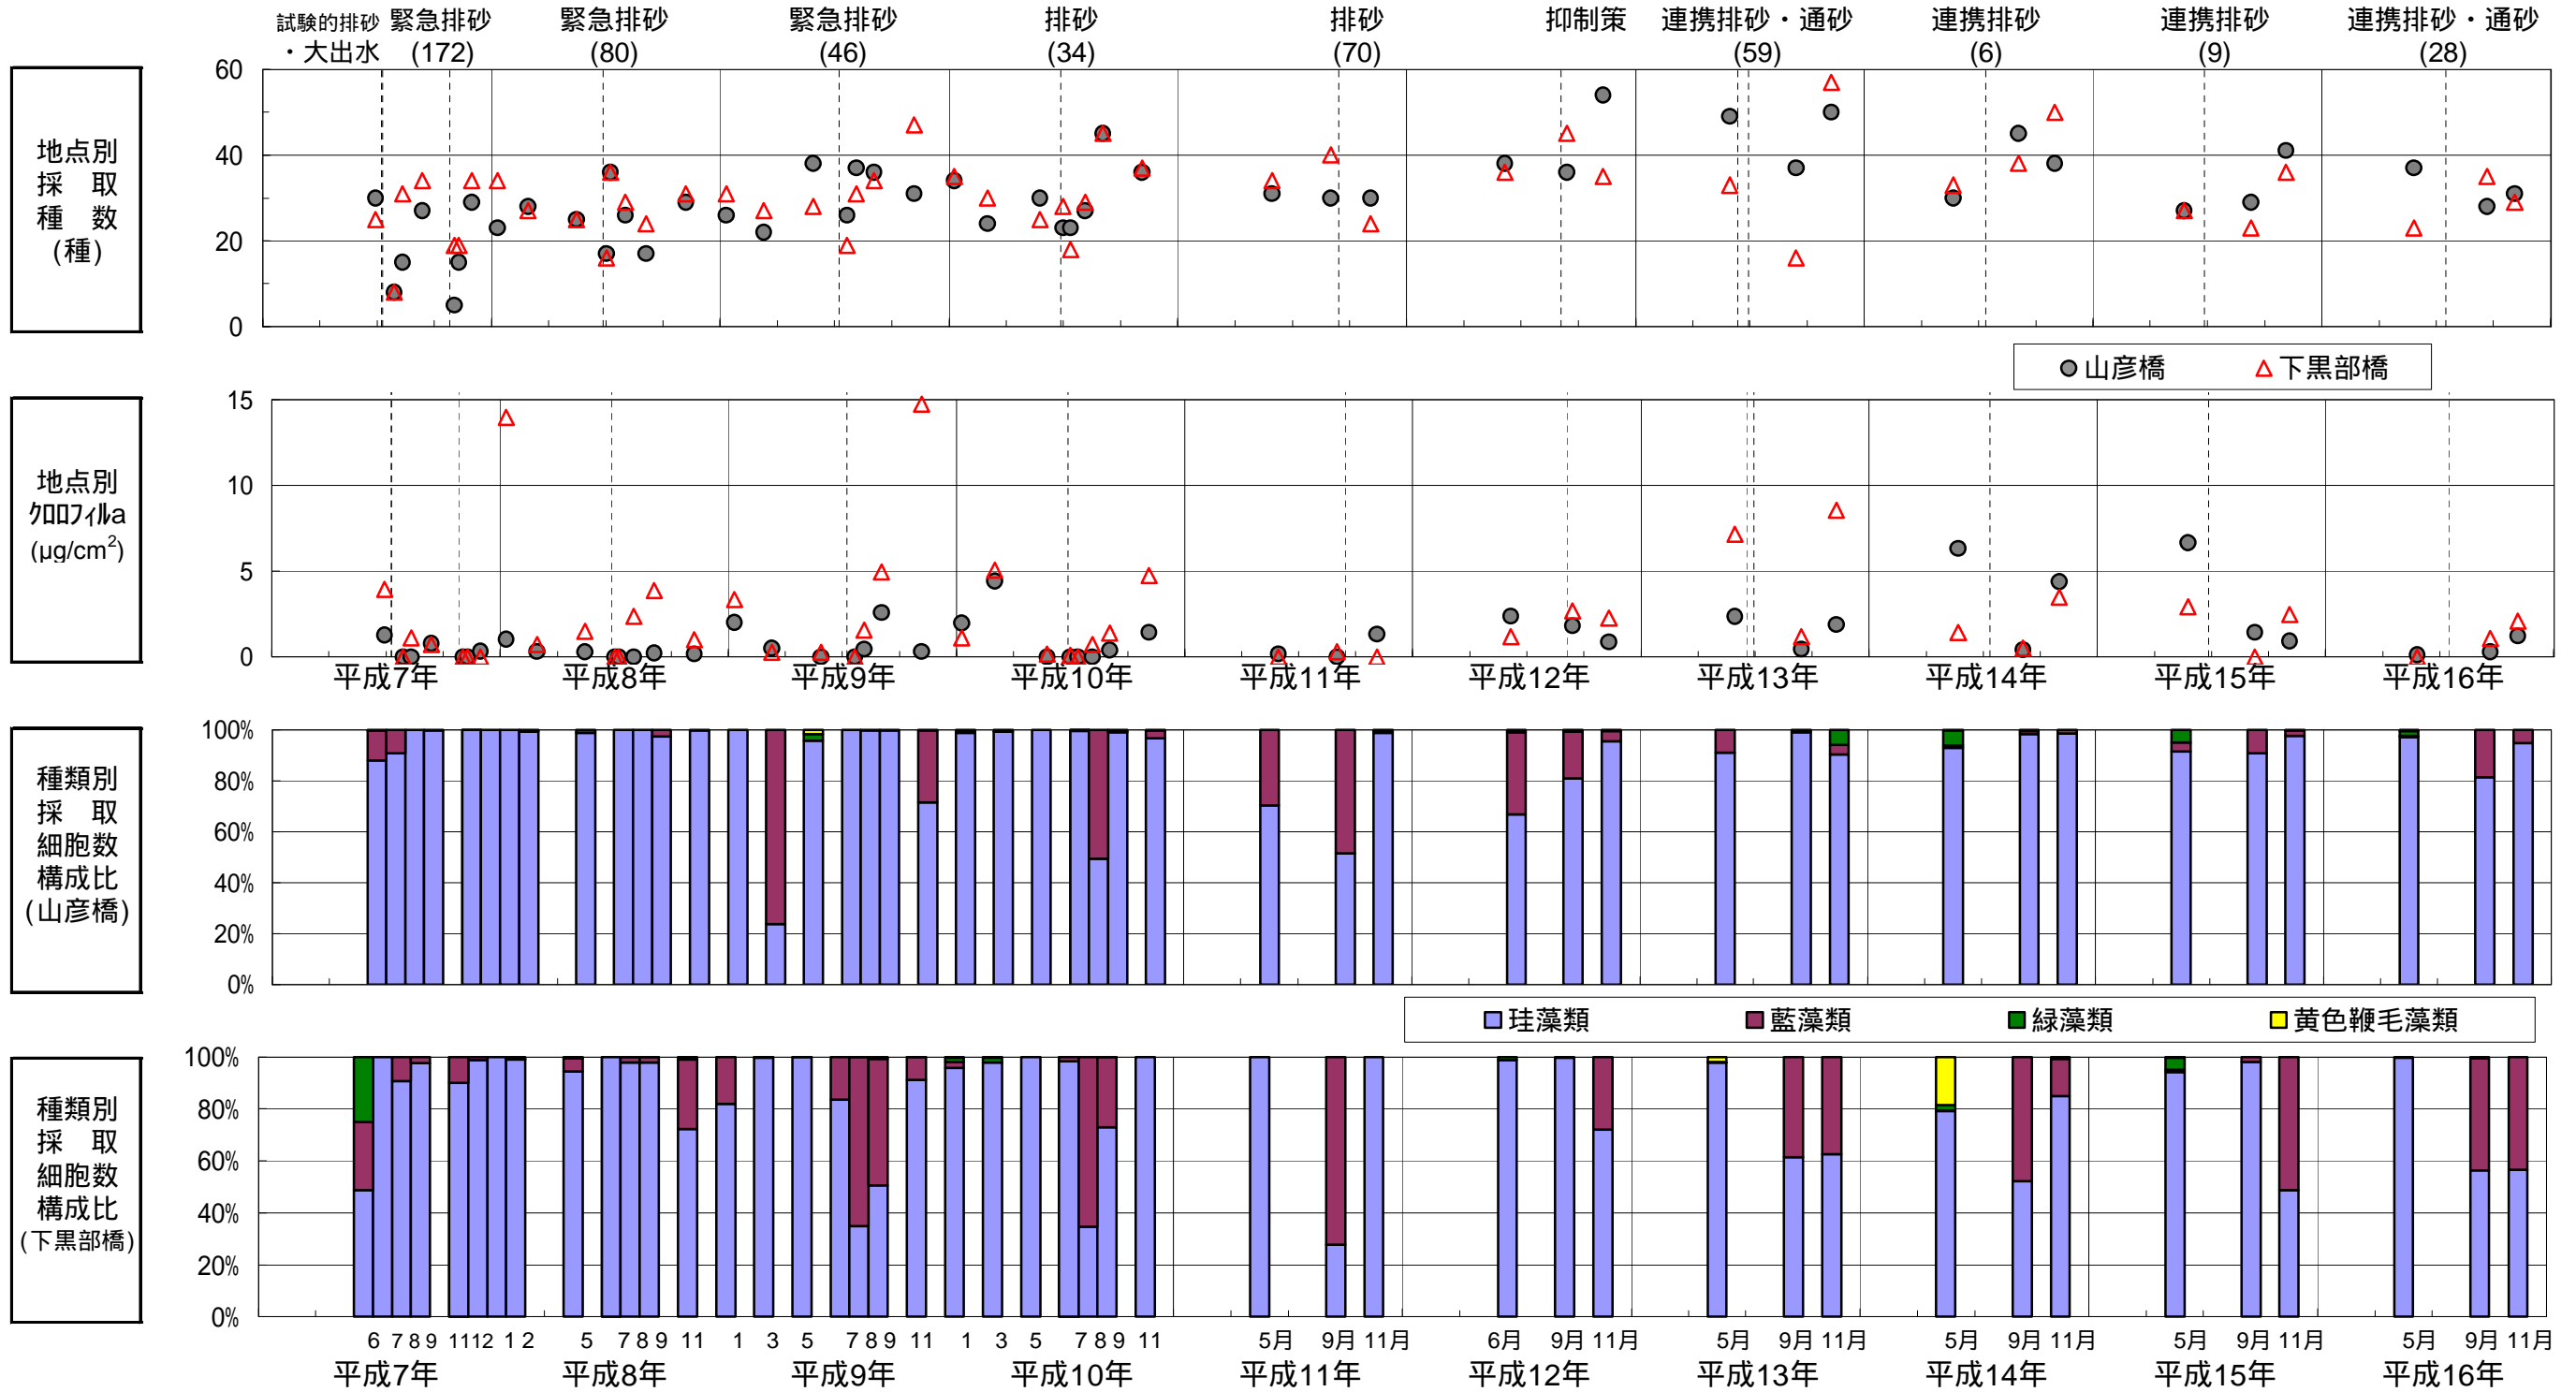 試験的排砂 緊急排砂 緊急排砂 緊急排砂 排砂 排砂 抑制策 連携排砂・通砂 連携排砂 連携排砂 連携排砂・通砂
・大出水 (172) (80) (46) (34) (70) (59) (6) (9) (28)
地点別
採 取
種 数
(種)
60
40
20
0
山彦橋 下黒部橋
地点別
ｸﾛﾛﾌｨﾙa
(μg/cm²)
15
10
5
0
平成7年 平成8年 平成9年 平成10年 平成11年 平成12年 平成13年 平成14年 平成15年 平成16年
種類別
採 取
細胞数
構成比
(山彦橋)
100%
80%
60%
40%
20%
0%
珪藻類 藍藻類 緑藻類 黄色鞭毛藻類
種類別
採 取
細胞数
構成比
(下黒部橋)
100%
80%
60%
40%
20%
0%
6 7 8 9 11 12 1 2 5 7 8 9 11 1 3 5 7 8 9 11 1 3 5 7 8 9 11 5月 9月 11月 6月 9月 11月 5月 9月 11月 5月 9月 11月 5月 9月 11月 5月 9月 11月
平成7年 平成8年 平成9年 平成10年 平成11年 平成12年 平成13年 平成14年 平成15年 平成16年